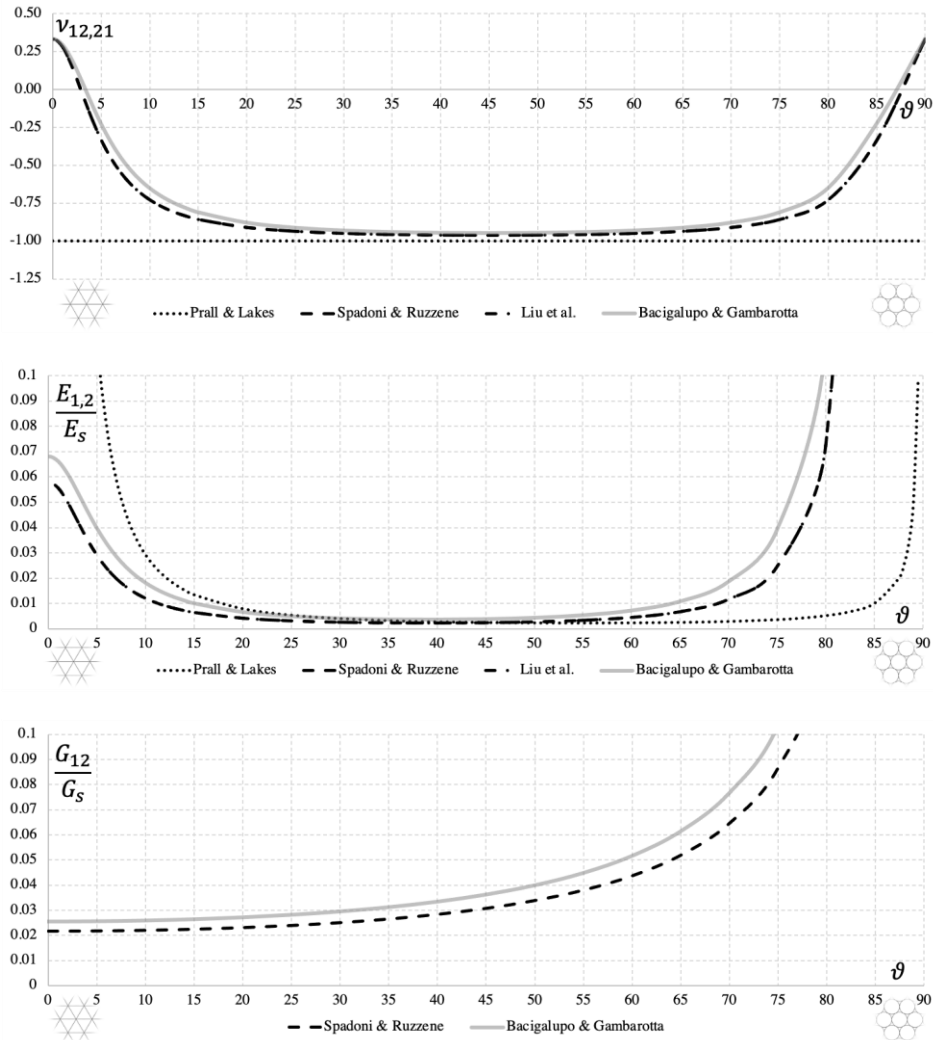 0.50
ν12,21
0.25
0.00
0 5 10 15 20 25 30 35 40 45 50 55 60 65 70 75 80 85 90
ϑ
-0.25
-0.50
-0.75
-1.00
-1.25
Prall & Lakes Spadoni & Ruzzene Liu et al. Bacigalupo & Gambarotta
0.1
E1,2
Es
0.09
0.08
0.07
0.06
0.05
0.04
0.03
0.02
0.01
ϑ
0
0 5 10 15 20 25 30 35 40 45 50 55 60 65 70 75 80 85 90
Prall & Lakes Spadoni & Ruzzene Liu et al. Bacigalupo & Gambarotta
0.1
G12
Gs
0.09
0.08
0.07
0.06
0.05
0.04
0.03
0.02
0.01
ϑ
0
0 5 10 15 20 25 30 35 40 45 50 55 60 65 70 75 80 85 90
Spadoni & Ruzzene Bacigalupo & Gambarotta